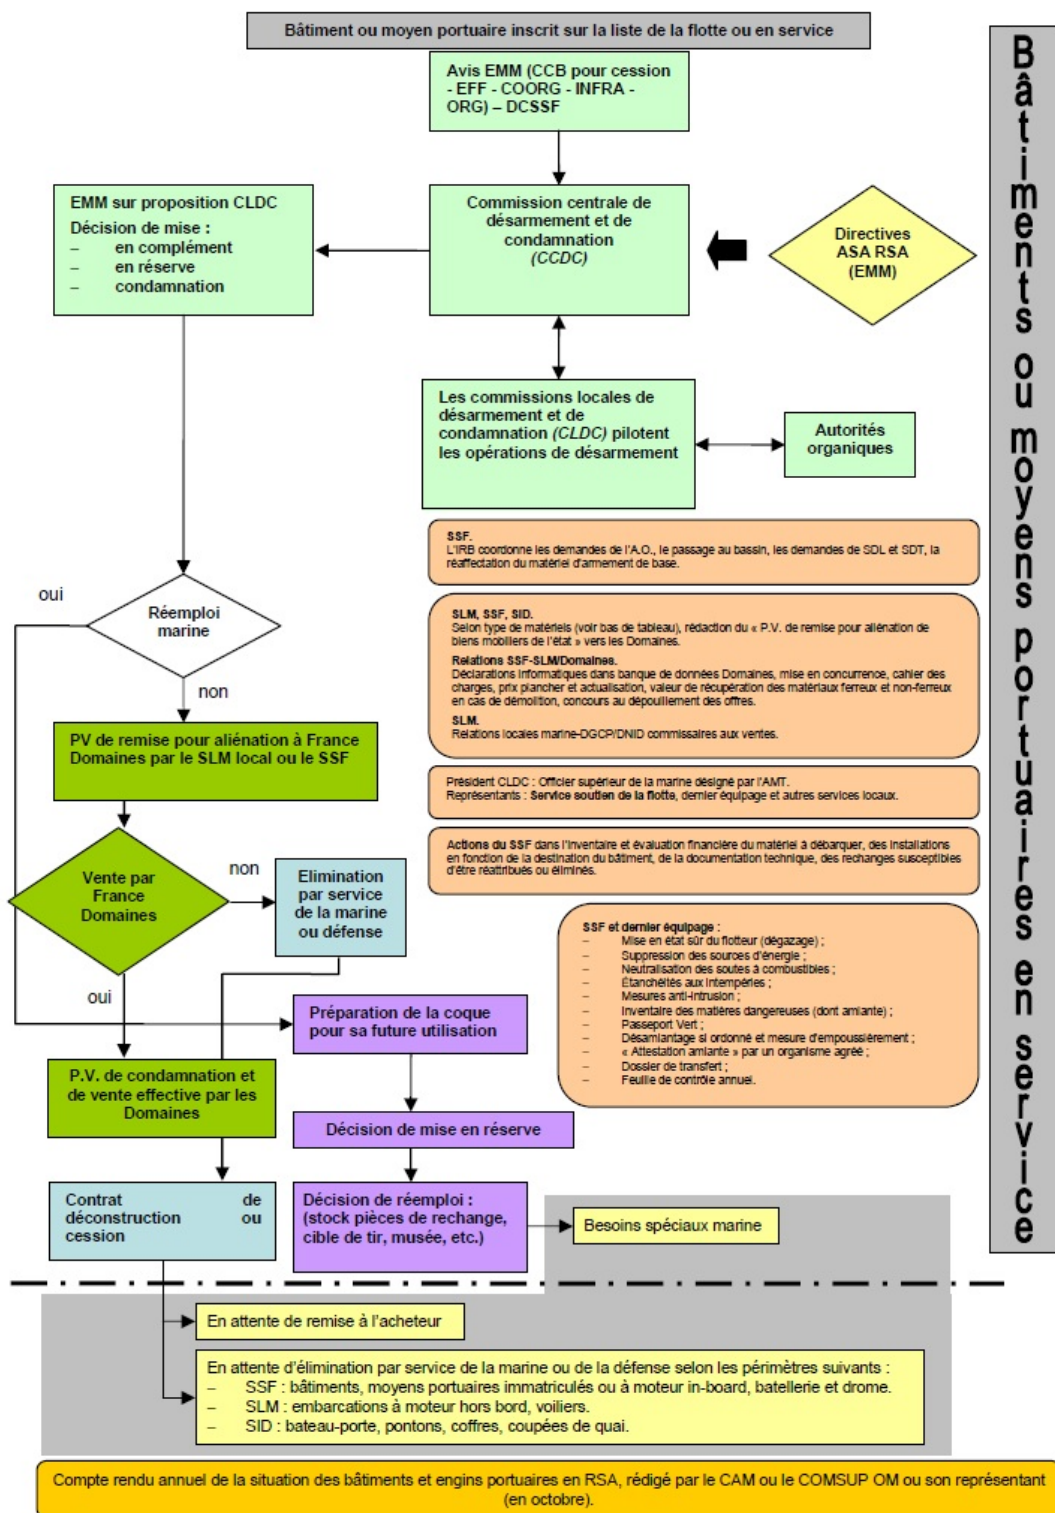 Bâtiment ou moyen portuaire inscrit sur la liste de la flotte ou en service
Avis EMM (CCB pour cession
- EFF - COORG - INFRA -
ORG) – DCSSF
EMM sur proposition CLDC
Décision de mise :
– en complément
– en réserve
– condamnation
Commission centrale de
désarmement et de
condamnation
(CCDC)
Directives
ASA RSA
(EMM)
Les commissions locales de
désarmement et de
condamnation (CLDC) pilotent
les opérations de désarmement
Autorités
organiques
SSF.
L'IRB coordonne les demandes de l'A.O., le passage au bassin, les demandes de SDL et SDT, la
réaffectation du matériel d'armement de base.
oui
Réemploi
marine
non
SLM, SSF, SID.
Selon type de matériels (voir bas de tableau), rédaction du « P.V. de remise pour aliénation de
biens mobiliers de l'état » vers les Domaines.
Relations SSF-SLM/Domaines.
Déclarations informatiques dans banque de données Domaines, mise en concurrence, cahier des
charges, prix plancher et actualisation, valeur de récupération des matériaux ferreux et non-ferreux
en cas de démolition, concours au dépouillement des offres.
SLM.
Relations locales marine-DGCP/DNID commissaires aux ventes.
PV de remise pour aliénation à France
Domaines par le SLM local ou le SSF
Président CLDC : Officier supérieur de la marine désigné par l'AMT.
Représentants : Service soutien de la flotte, dernier équipage et autres services locaux.
Actions du SSF dans l'inventaire et évaluation financière du matériel à débarquer, des installations
en fonction de la destination du bâtiment, de la documentation technique, des rechanges susceptibles
d'être réattribués ou éliminés.
Vente par
France
Domaines
non
oui
Elimination
par service
de la marine
ou défense
SSF et dernier équipage :
– Mise en état sûr du flotteur (dégazage) ;
– Suppression des sources d'énergie ;
– Neutralisation des soutes à combustibles ;
– Étanchéités aux intempéries ;
– Mesures anti-intrusion ;
– Inventaire des matières dangereuses (dont amiante) ;
– Passeport Vert ;
– Désamiantage si ordonné et mesure d'empoussièrement ;
– « Attestation amiante » par un organisme agréé ;
– Dossier de transfert ;
– Feuille de contrôle annuel.
Préparation de la coque
pour sa future utilisation
P.V. de condamnation et
de vente effective par les
Domaines
Décision de mise en réserve
Contrat de
déconstruction ou
cession
Décision de réemploi :
(stock pièces de rechange,
cible de tir, musée, etc.)
Besoins spéciaux marine
En attente de remise à l'acheteur
En attente d'élimination par service de la marine ou de la défense selon les périmètres suivants :
– SSF : bâtiments, moyens portuaires immatriculés ou à moteur in-board, batellerie et drome.
– SLM : embarcations à moteur hors bord, voiliers.
– SID : bateau-porte, pontons, coffres, coupées de quai.
Compte rendu annuel de la situation des bâtiments et engins portuaires en RSA, rédigé par le CAM ou le COMSUP OM ou son représentant
(en octobre).
Bâtiments ou moyens portuaires en service